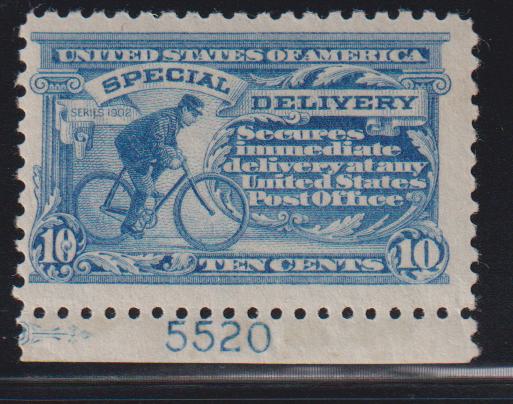 UNITED STATES OF AMERICA
SPECIAL
DELIVERY
SERIES 1902
Secures
immediate
delivery at any
United States
Post Office
10
TEN CENTS
10
5520